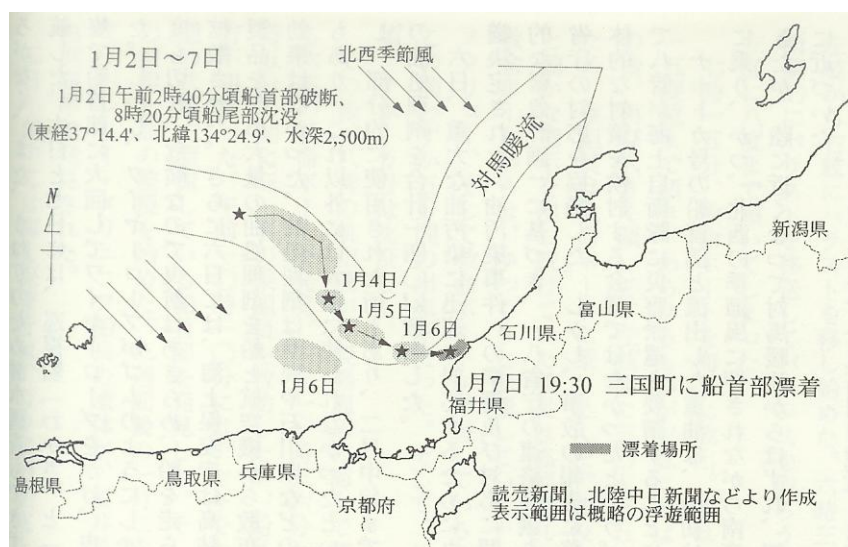 1月2日～7日
1月2日午前2時40分頃船首部破断、
8時20分頃船尾部沈没
(東経37°14.4'、北緯134°24.9'、水深2,500m)
北西季節風
対馬暖流
N
1月4日
1月5日
1月6日
1月6日
新潟県
富山県
石川県
1月7日 19:30 三国町に船首部漂着
福井県
漂着場所
島根県
鳥取県
兵庫県
京都府
読売新聞，北陸中日新聞などより作成
表示範囲は概略の浮遊範囲